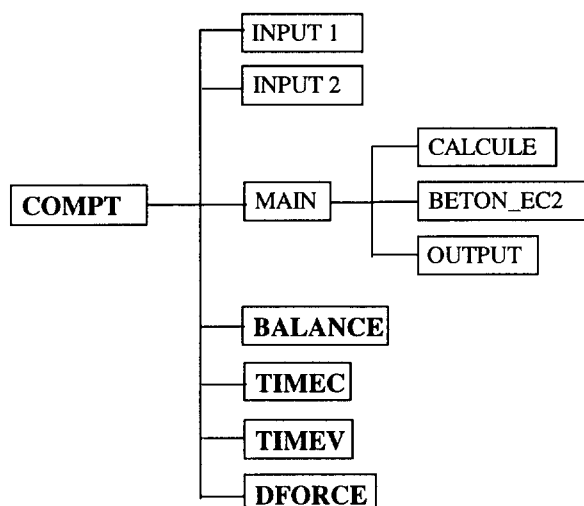 INPUT 1
INPUT 2
CALCULE
COMPT
MAIN
BETON_EC2
OUTPUT
BALANCE
TIMEC
TIMEV
DFORCE